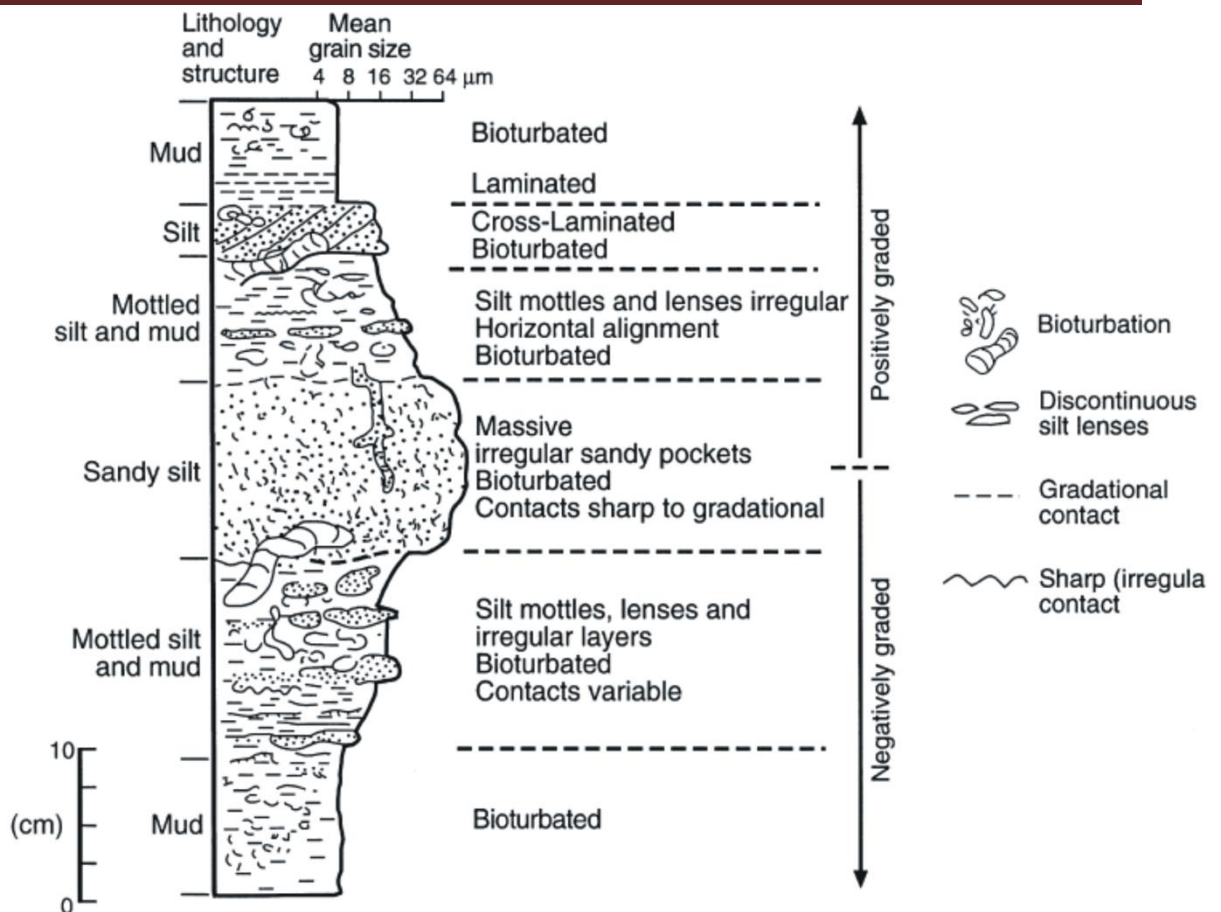 Lithology
and
structure
Mean
grain size
4 8 16 32 64 μm
Mud
Bioturbated
Laminated
Silt
Cross-Laminated
Bioturbated
Mottled
silt and mud
Silt mottles and lenses irregular
Horizontal alignment
Bioturbated
Sandy silt
Massive
irregular sandy pockets
Bioturbated
Contacts sharp to gradational
Mottled silt
and mud
Silt mottles, lenses and
irregular layers
Bioturbated
Contacts variable
Mud
Bioturbated
10
(cm)
0
Positively graded
Negatively graded
Bioturbation
Discontinuous
silt lenses
Gradational
contact
Sharp (irregula
contact